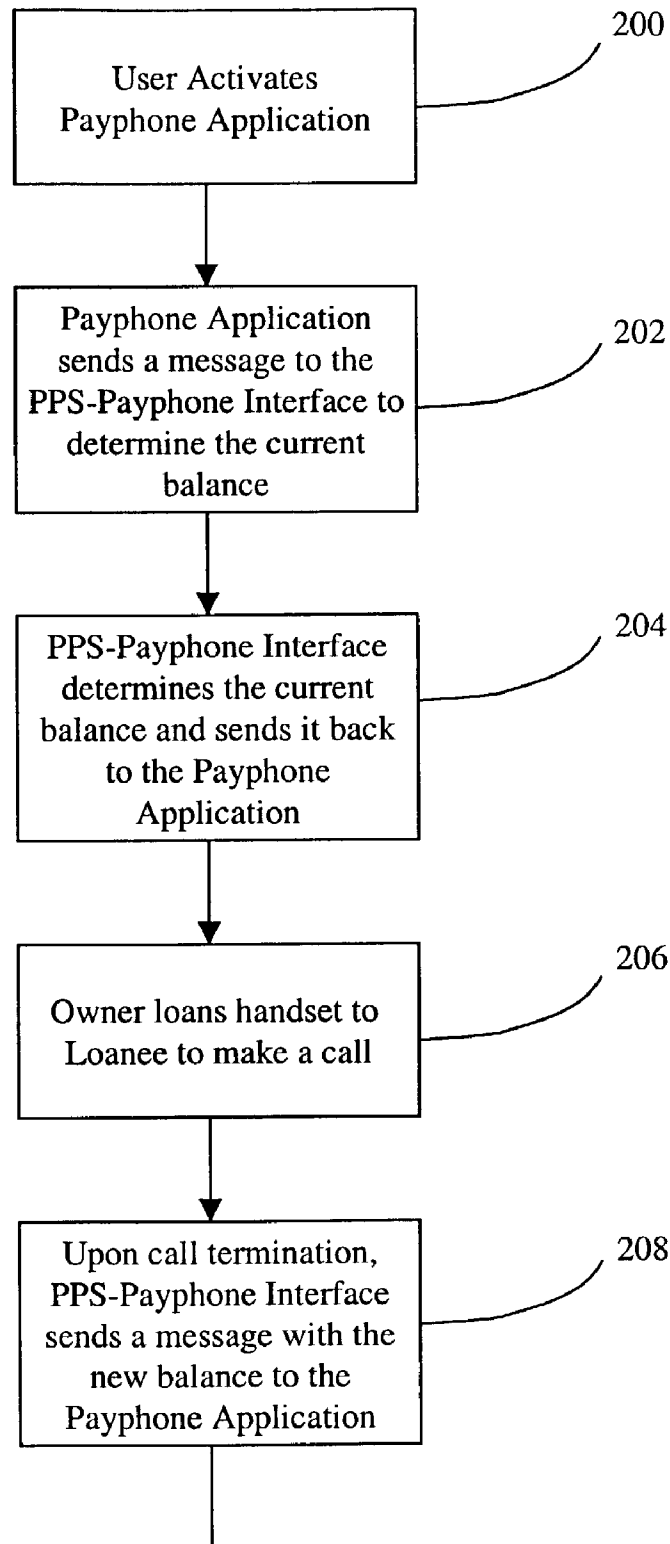 200
User Activates
Payphone Application
202
Payphone Application
sends a message to the
PPS-Payphone Interface to
determine the current
balance
204
PPS-Payphone Interface
determines the current
balance and sends it back
to the Payphone
Application
206
Owner loans handset to
Loanee to make a call
208
Upon call termination,
PPS-Payphone Interface
sends a message with the
new balance to the
Payphone Application